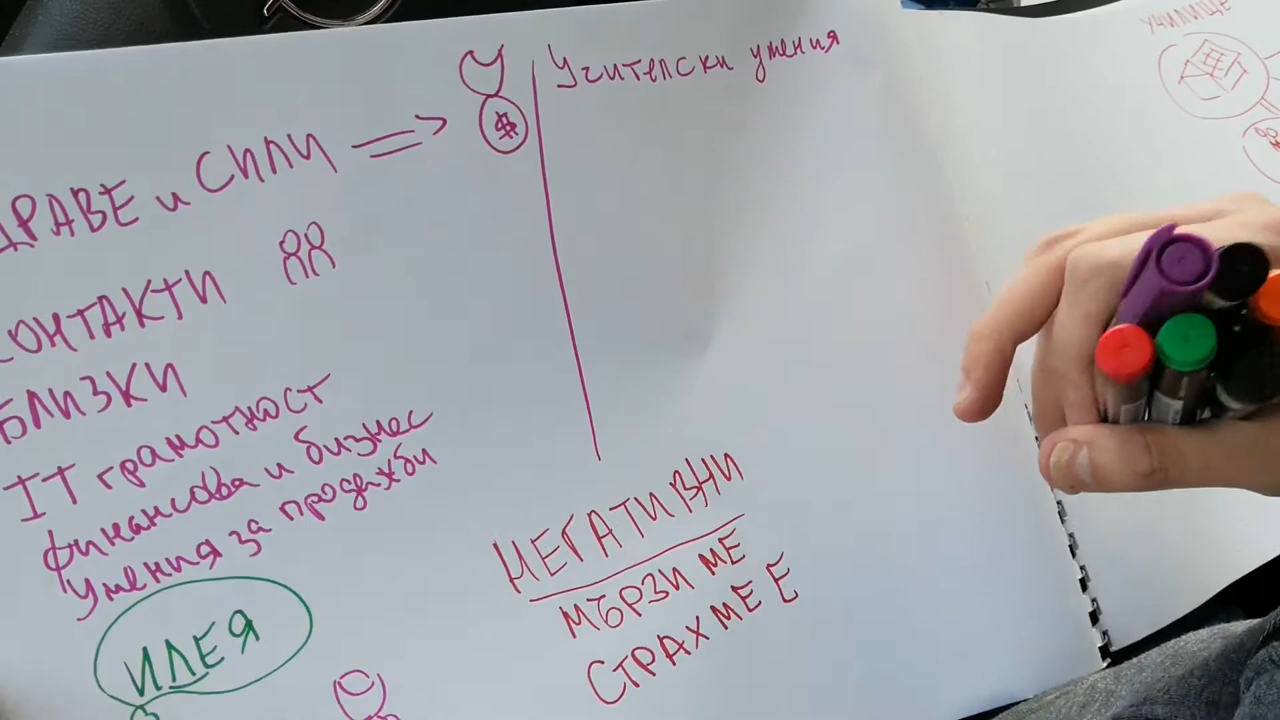 УЧИЛИЩЕ
Учителски умения
ЗДРАВЕ и СИЛИ => $
КОНТАКТИ
БЛИЗКИ
IT грамотност
финансова и бизнес
умения за продажби
ИДЕЯ
НЕГАТИВНИ
МЪРЗИ МЕ
СТРАХ МЕ Е